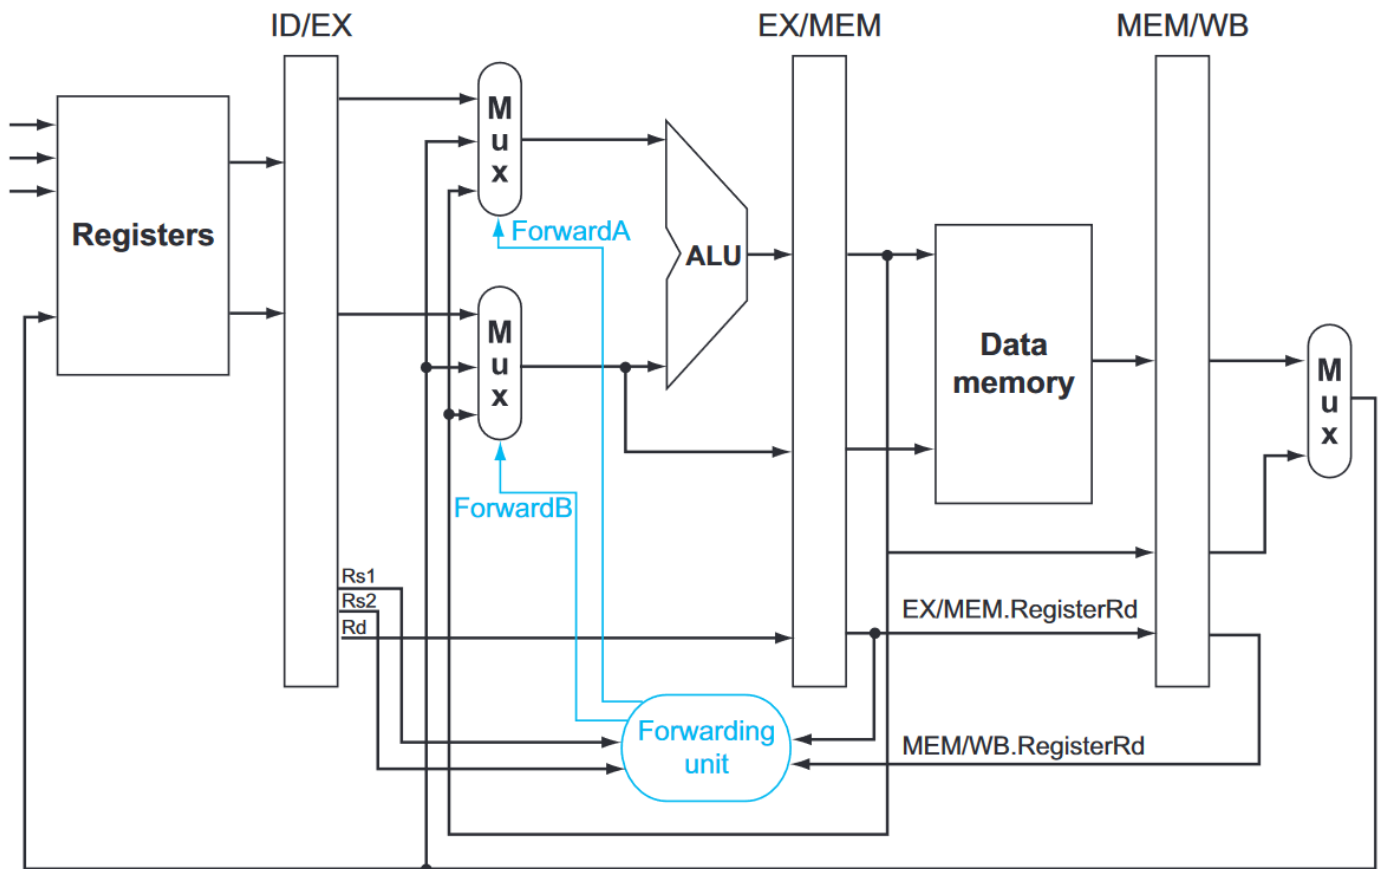 ID/EX
EX/MEM
MEM/WB
M
u
x
ForwardA
Registers
ALU
M
u
x
Data
memory
M
u
x
ForwardB
Rs1
Rs2
Rd
EX/MEM.RegisterRd
Forwarding
unit
MEM/WB.RegisterRd